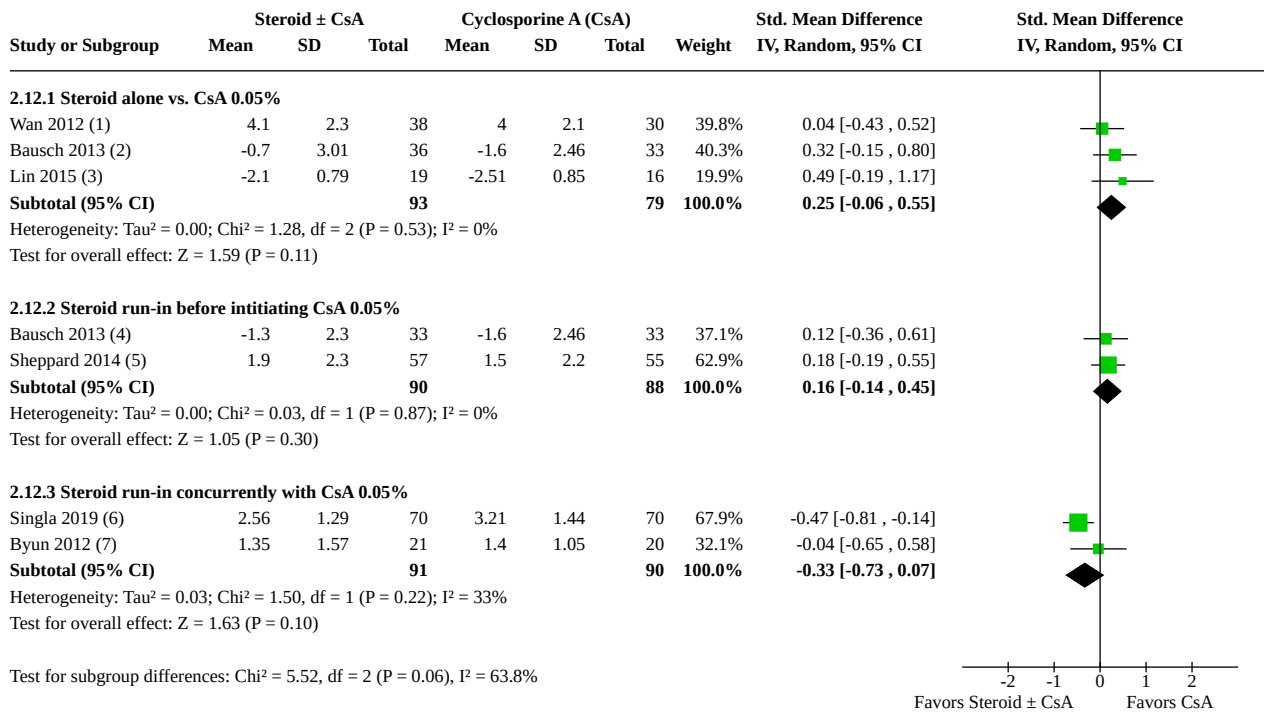 Steroid ± CsA Cyclosporine A (CsA) Std. Mean Difference Std. Mean Difference
Study or Subgroup Mean SD Total Mean SD Total Weight IV, Random, 95% CI IV, Random, 95% CI
2.12.1 Steroid alone vs. CsA 0.05%
Wan 2012 (1) 4.1 2.3 38 4 2.1 30 39.8% 0.04 [-0.43 , 0.52]
Bausch 2013 (2) -0.7 3.01 36 -1.6 2.46 33 40.3% 0.32 [-0.15 , 0.80]
Lin 2015 (3) -2.1 0.79 19 -2.51 0.85 16 19.9% 0.49 [-0.19 , 1.17]
Subtotal (95% CI) 93 79 100.0% 0.25 [-0.06 , 0.55]
Heterogeneity: Tau² = 0.00; Chi² = 1.28, df = 2 (P = 0.53); I² = 0%
Test for overall effect: Z = 1.59 (P = 0.11)
2.12.2 Steroid run-in before intitiating CsA 0.05%
Bausch 2013 (4) -1.3 2.3 33 -1.6 2.46 33 37.1% 0.12 [-0.36 , 0.61]
Sheppard 2014 (5) 1.9 2.3 57 1.5 2.2 55 62.9% 0.18 [-0.19 , 0.55]
Subtotal (95% CI) 90 88 100.0% 0.16 [-0.14 , 0.45]
Heterogeneity: Tau² = 0.00; Chi² = 0.03, df = 1 (P = 0.87); I² = 0%
Test for overall effect: Z = 1.05 (P = 0.30)
2.12.3 Steroid run-in concurrently with CsA 0.05%
Singla 2019 (6) 2.56 1.29 70 3.21 1.44 70 67.9% -0.47 [-0.81 , -0.14]
Byun 2012 (7) 1.35 1.57 21 1.4 1.05 20 32.1% -0.04 [-0.65 , 0.58]
Subtotal (95% CI) 91 90 100.0% -0.33 [-0.73 , 0.07]
Heterogeneity: Tau² = 0.03; Chi² = 1.50, df = 1 (P = 0.22); I² = 33%
Test for overall effect: Z = 1.63 (P = 0.10)
Test for subgroup differences: Chi² = 5.52, df = 2 (P = 0.06), I² = 63.8%
-2 -1 0 1 2
Favors Steroid ± CsA Favors CsA